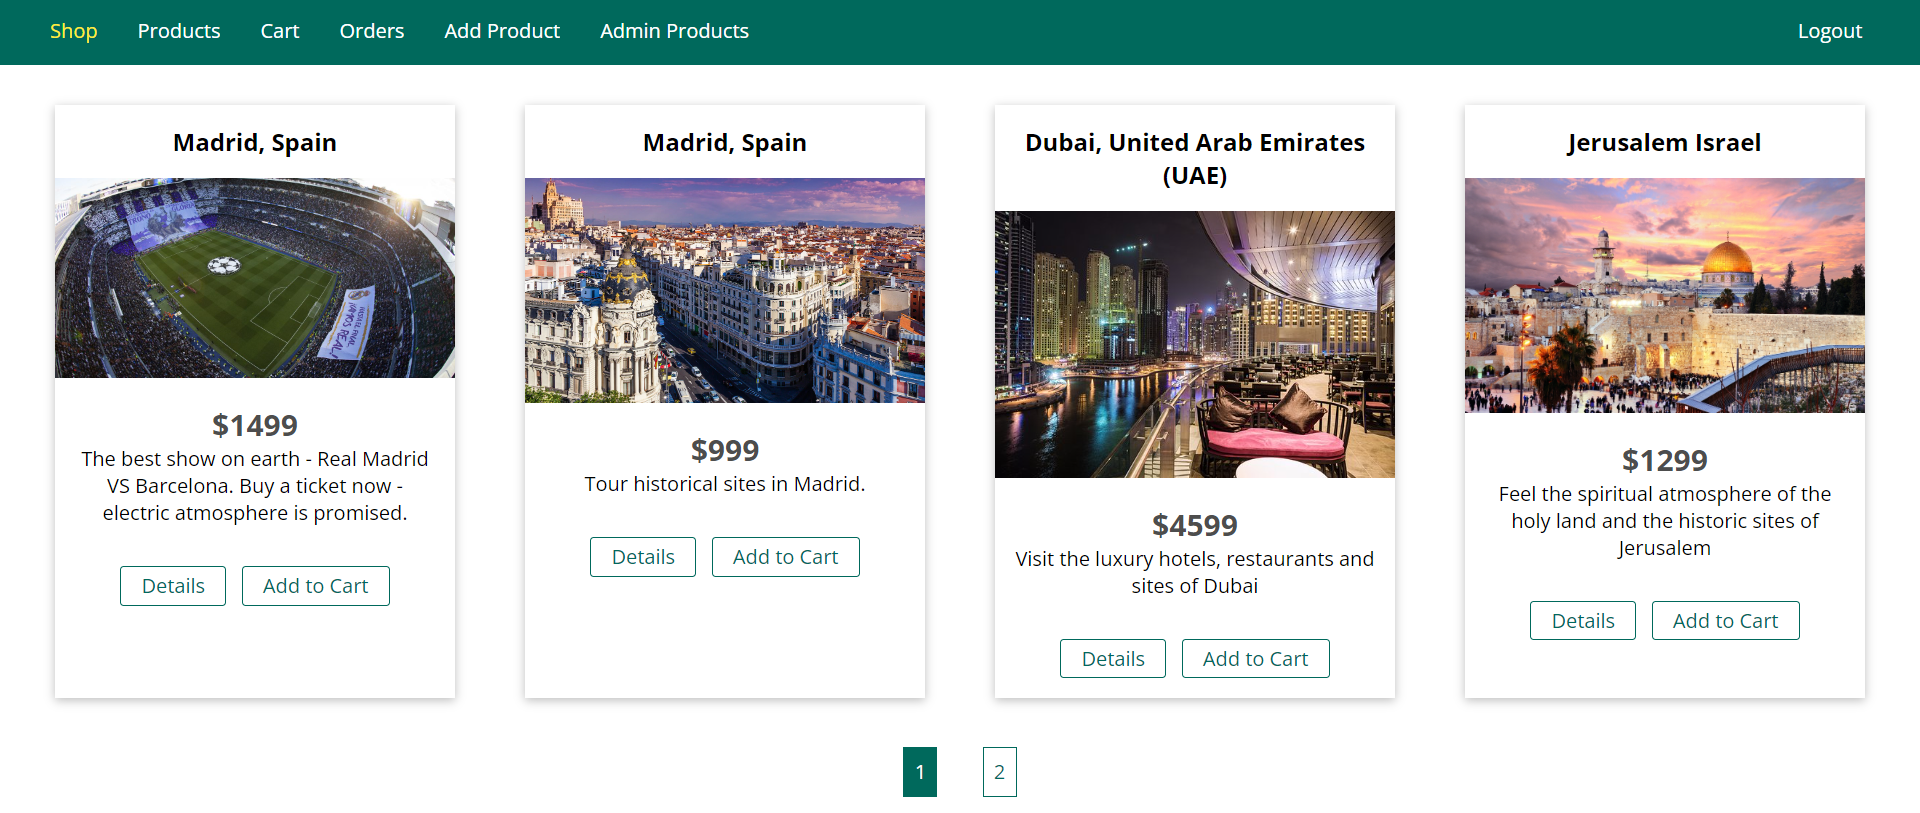 Shop Products Cart Orders Add Product Admin Products Logout
Madrid, Spain
$1499
The best show on earth - Real Madrid
VS Barcelona. Buy a ticket now -
electric atmosphere is promised.
Details Add to Cart
Madrid, Spain
$999
Tour historical sites in Madrid.
Details Add to Cart
Dubai, United Arab Emirates
(UAE)
$4599
Visit the luxury hotels, restaurants and
sites of Dubai
Details Add to Cart
Jerusalem Israel
$1299
Feel the spiritual atmosphere of the
holy land and the historic sites of
Jerusalem
Details Add to Cart
1 2